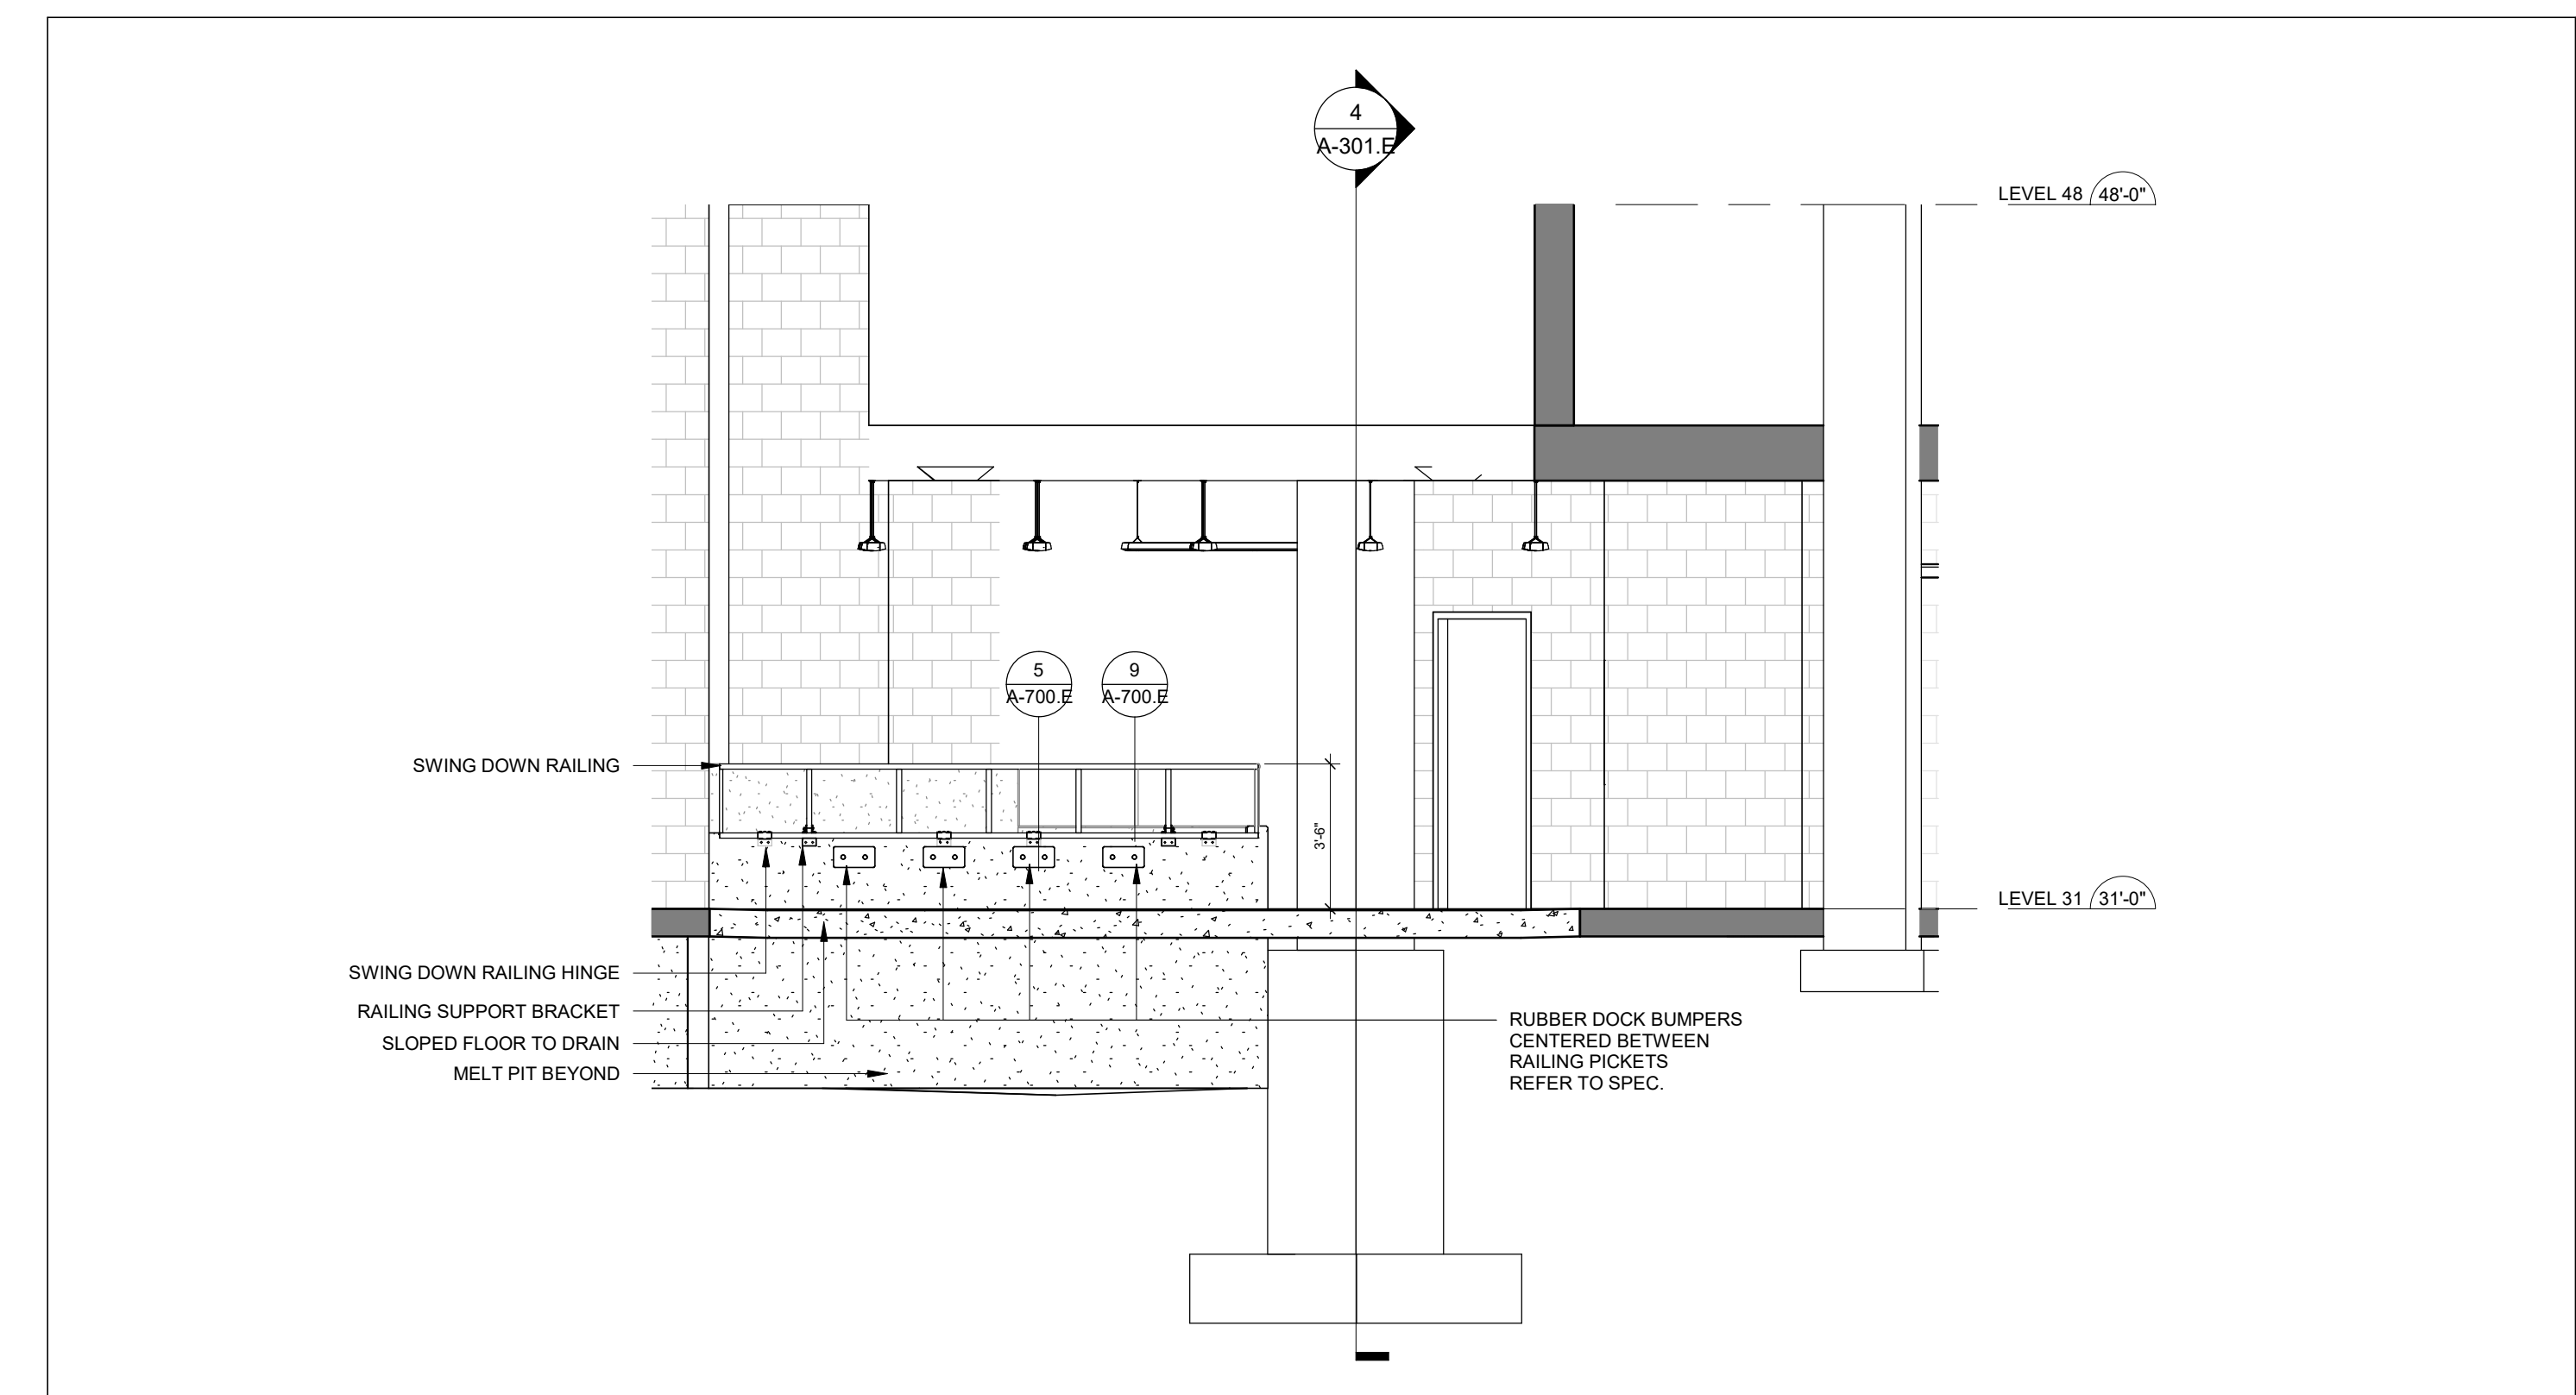 4
A-301.E
LEVEL 48 48'-0"
5
A-700.E
9
A-700.E
SWING DOWN RAILING
3'-6"
LEVEL 31 31'-0"
SWING DOWN RAILING HINGE
RAILING SUPPORT BRACKET
SLOPED FLOOR TO DRAIN
MELT PIT BEYOND
RUBBER DOCK BUMPERS
CENTERED BETWEEN
RAILING PICKETS
REFER TO SPEC.